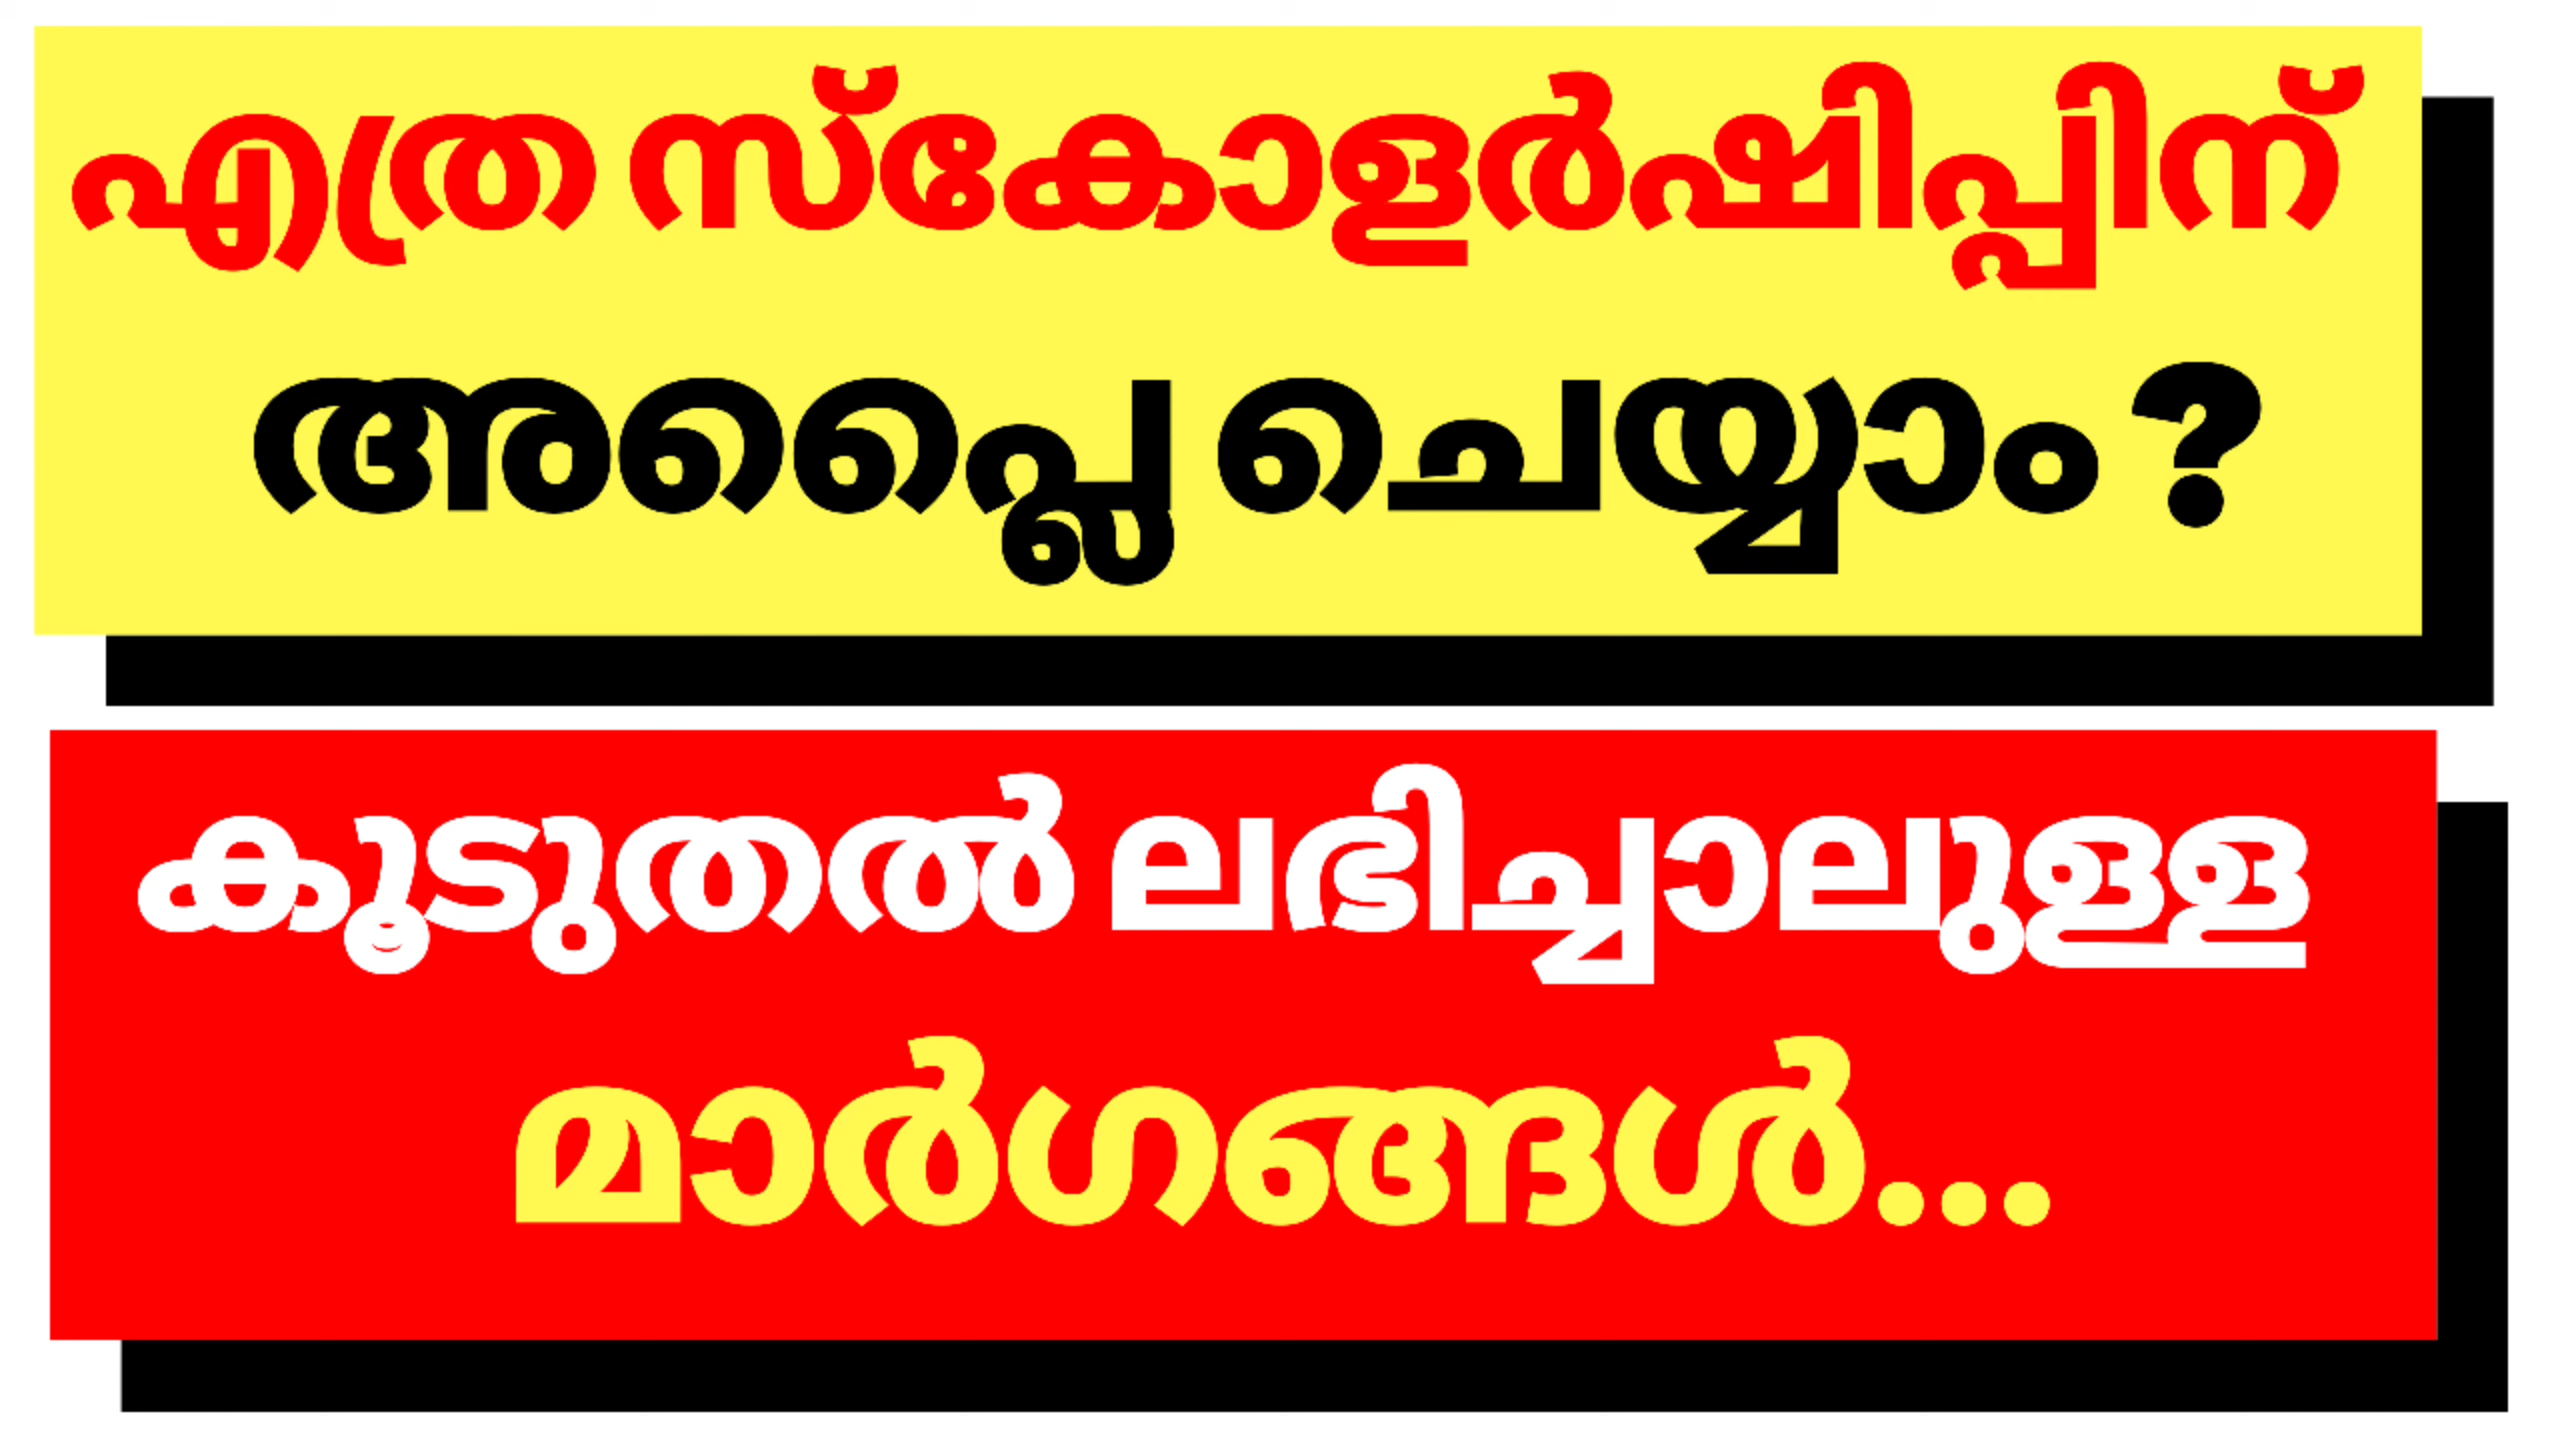 എത്ര സ്കോളർഷിപ്പിന്
അപ്ലൈ ചെയ്യാം ?
കൂടുതൽ ലഭിച്ചാലുള്ള
മാർഗങ്ങൾ...